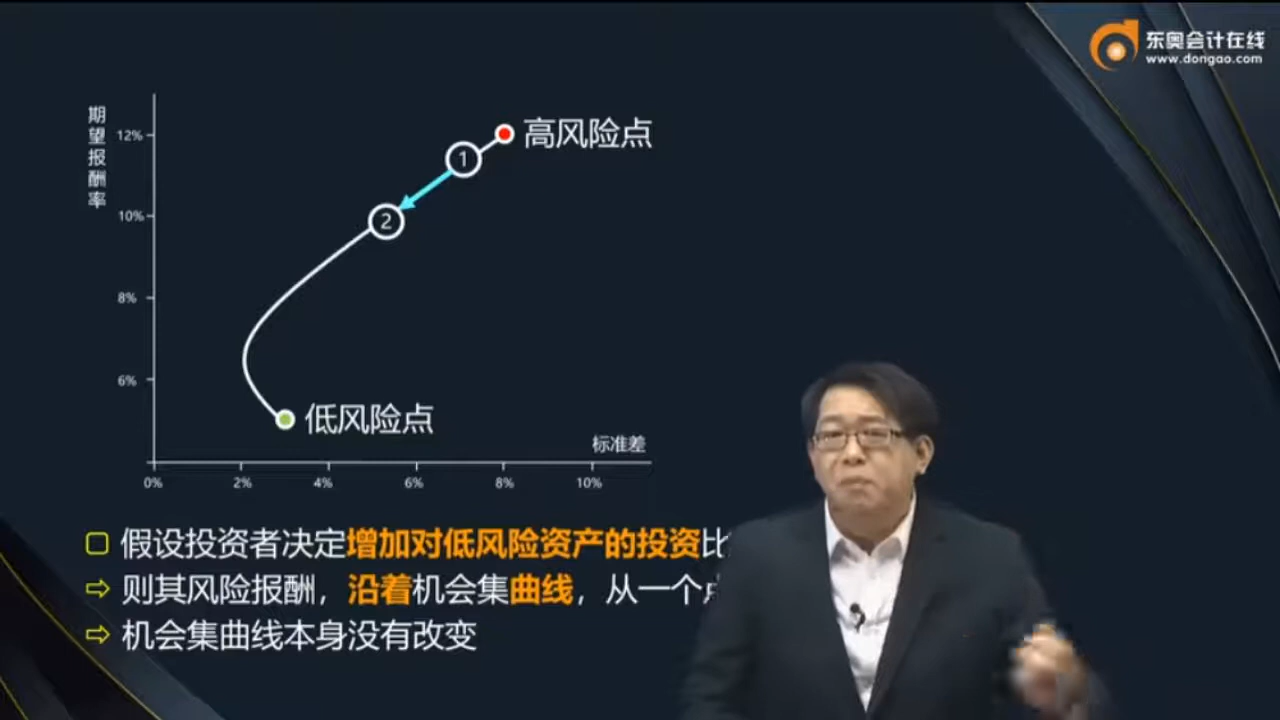 东奥会计在线
www.dongao.com
期望报酬率
12%
10%
8%
6%
高风险点
1
2
低风险点
标准差
0%
2%
4%
6%
8%
10%
假设投资者决定增加对低风险资产的投资比
则其风险报酬，沿着机会集曲线，从一个
机会集曲线本身没有改变